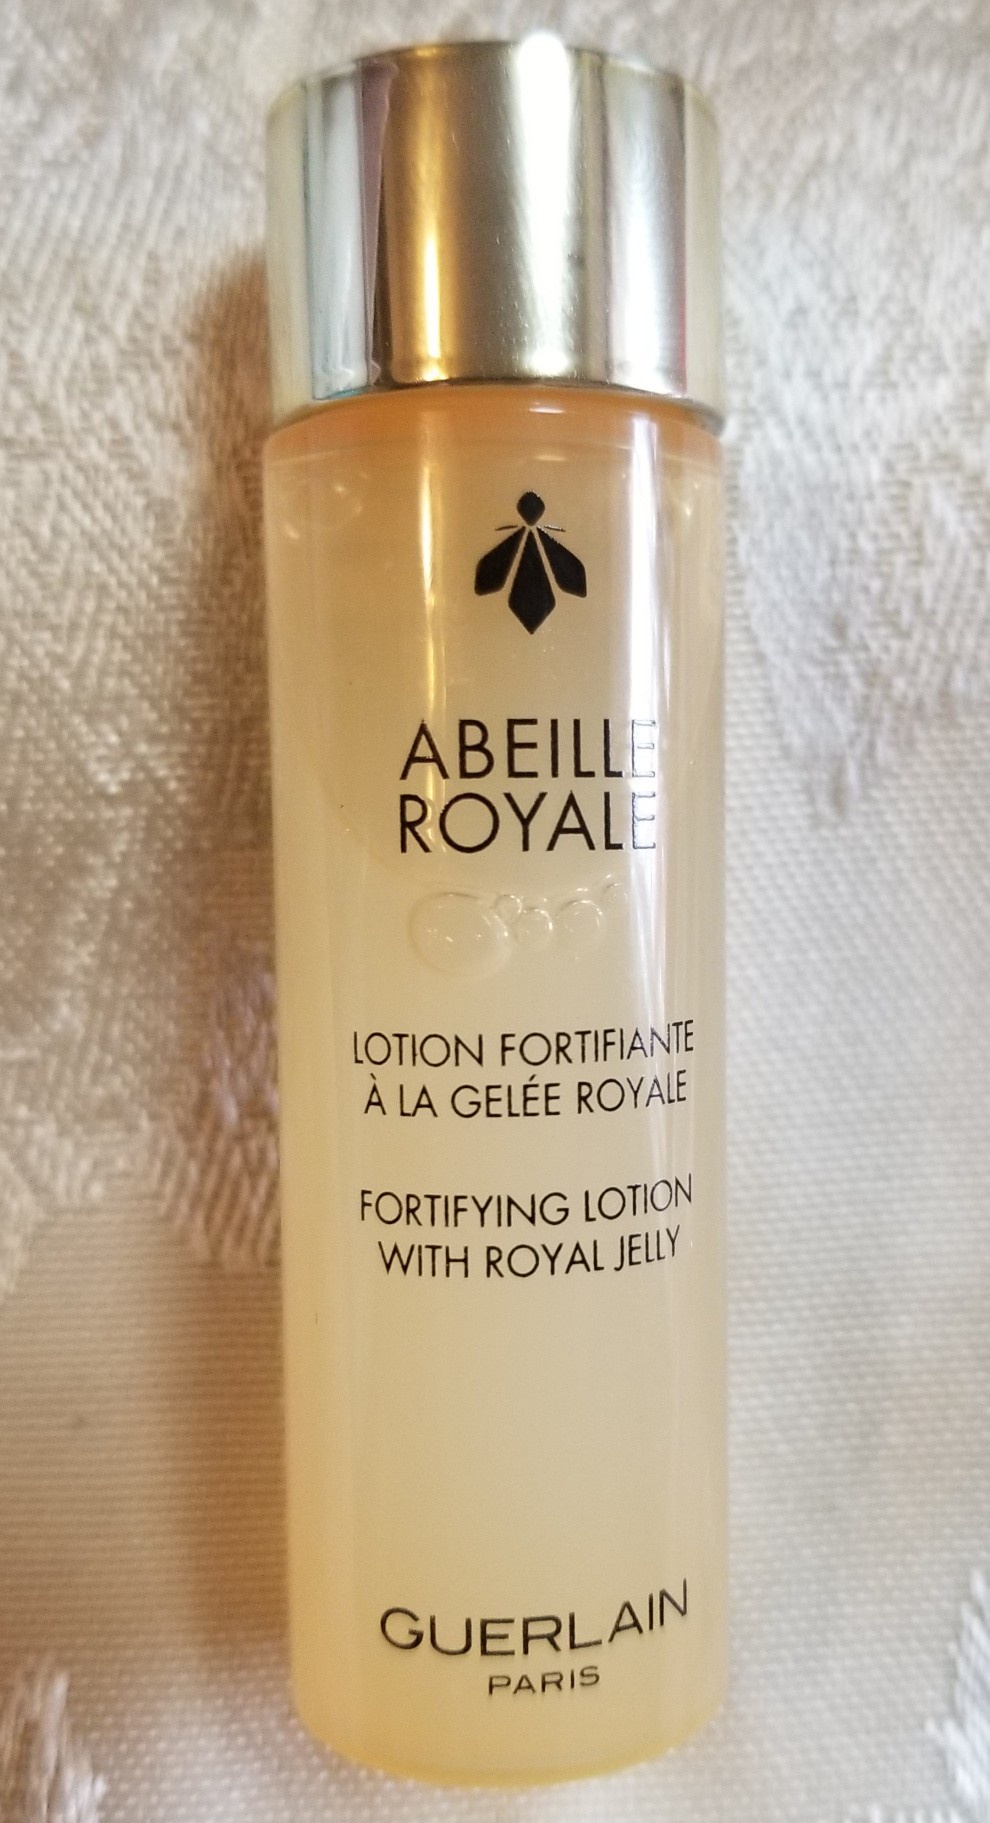 ABEILLE
ROYALE
LOTION FORTIFIANTE
À LA GELÉE ROYALE
FORTIFYING LOTION
WITH ROYAL JELLY
GUERLAIN
PARIS